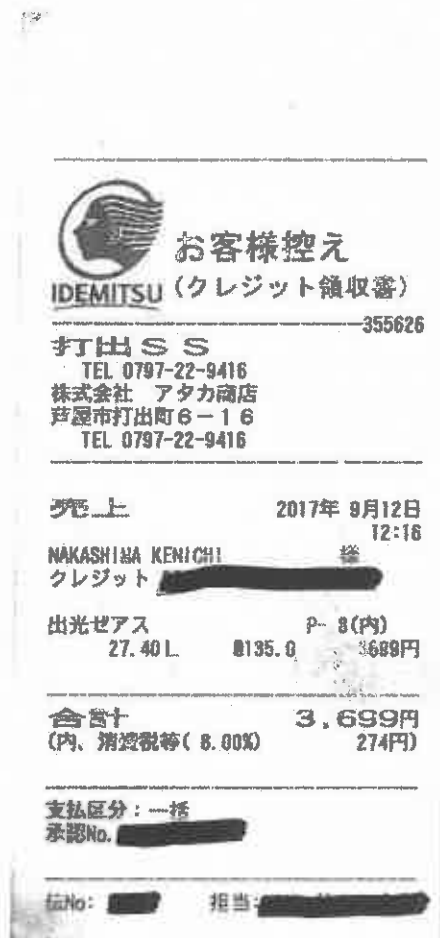 お客様控え
IDEMITSU (クレジット領収書)
355626
打出SS
TEL 0797-22-9416
株式会社 アタカ商店
芦屋市打出町6-16
TEL 0797-22-9416
売上 2017年 9月12日
12:16
NAKASHIMA KENICHI 様
クレジット
出光ゼアス P- 8(内)
27.40L @135.0 3699円
合計 3,699円
(内、消費税等( 8.00%) 274円)
支払区分:一括
承認No.
伝No: 担当: